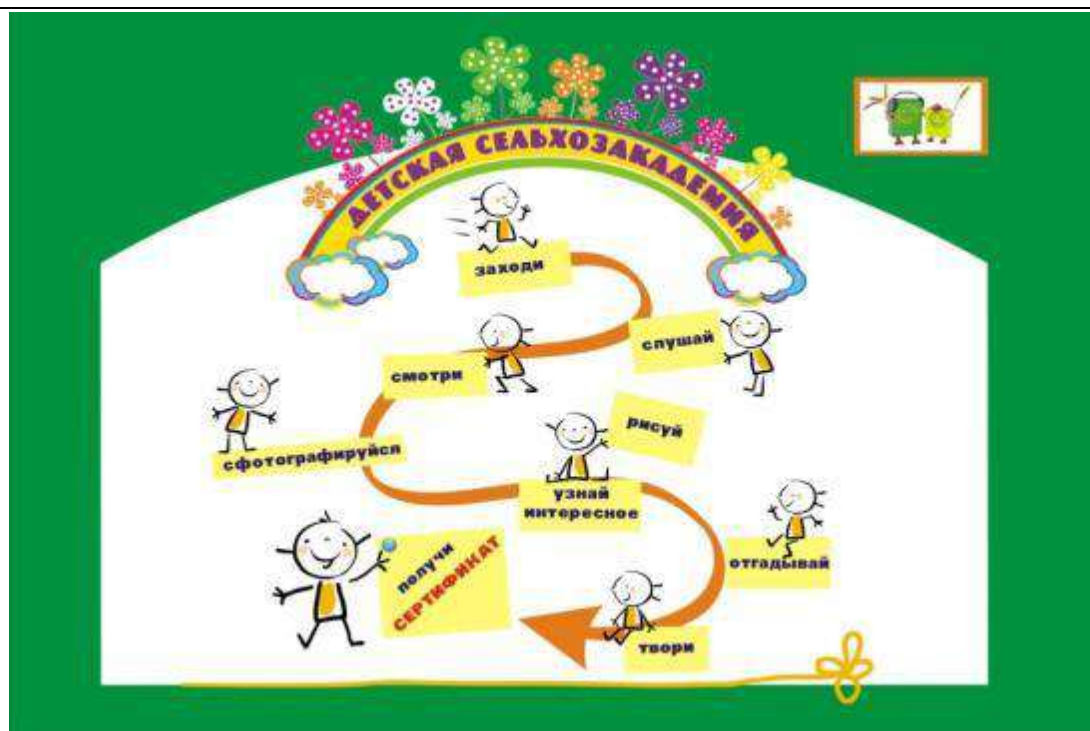 ДЕТСКАЯ СЕЛЬХОЗАКАДЕМИЯ
заходи
слушай
смотри
сфотографируйся
рисуй
узнай
интересное
отгадывай
твори
получи
СЕРТИФИКАТ